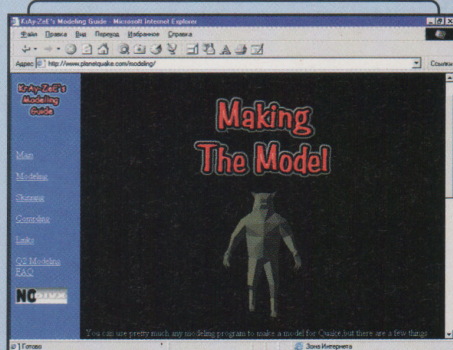 KrAy-ZeE's Modeling Guide - Microsoft Internet Explorer
Файл Правка Вид Переход Избранное Справка
Адрес http://www.planetquake.com/modeling/ Ссылки
KrAy-ZeE's
Modeling
Guide
Main
Modeling
Skinning
Compiling
Links
Q2 Modeling
FAQ
NO
Making
The Model
You can use pretty much any modeling program to make a model for Quake, but there are a few things
Готово Зона Интернета